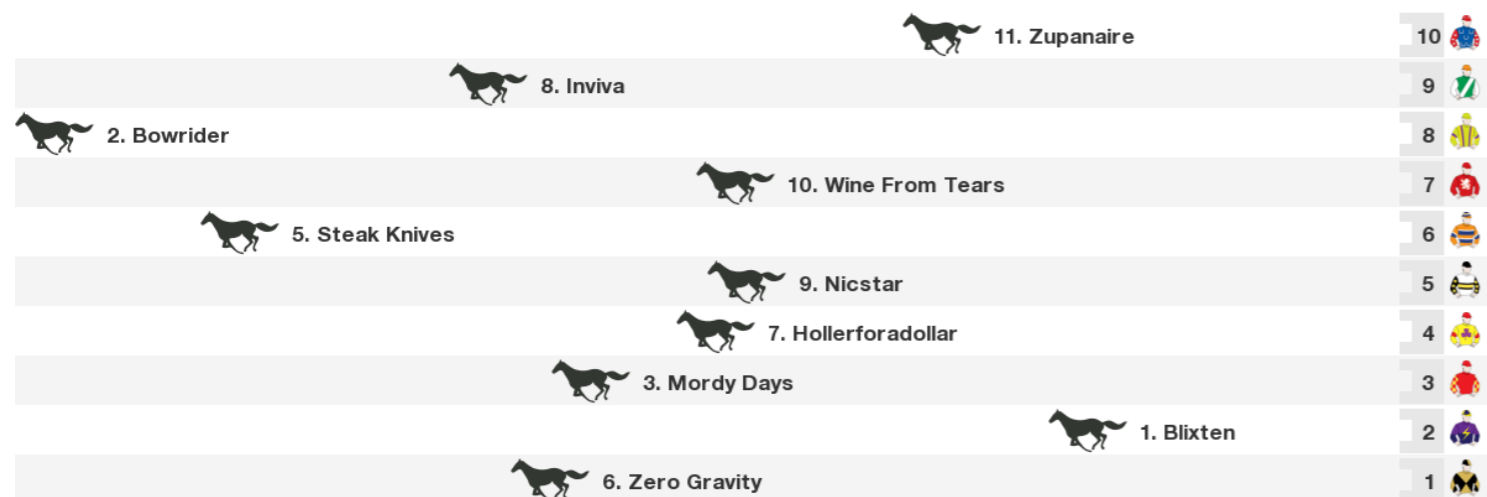 11. Zupanaire 10
8. Inviva 9
2. Bowrider 8
10. Wine From Tears 7
5. Steak Knives 6
9. Nicstar 5
7. Hollerforadollar 4
3. Mordy Days 3
1. Blixten 2
6. Zero Gravity 1